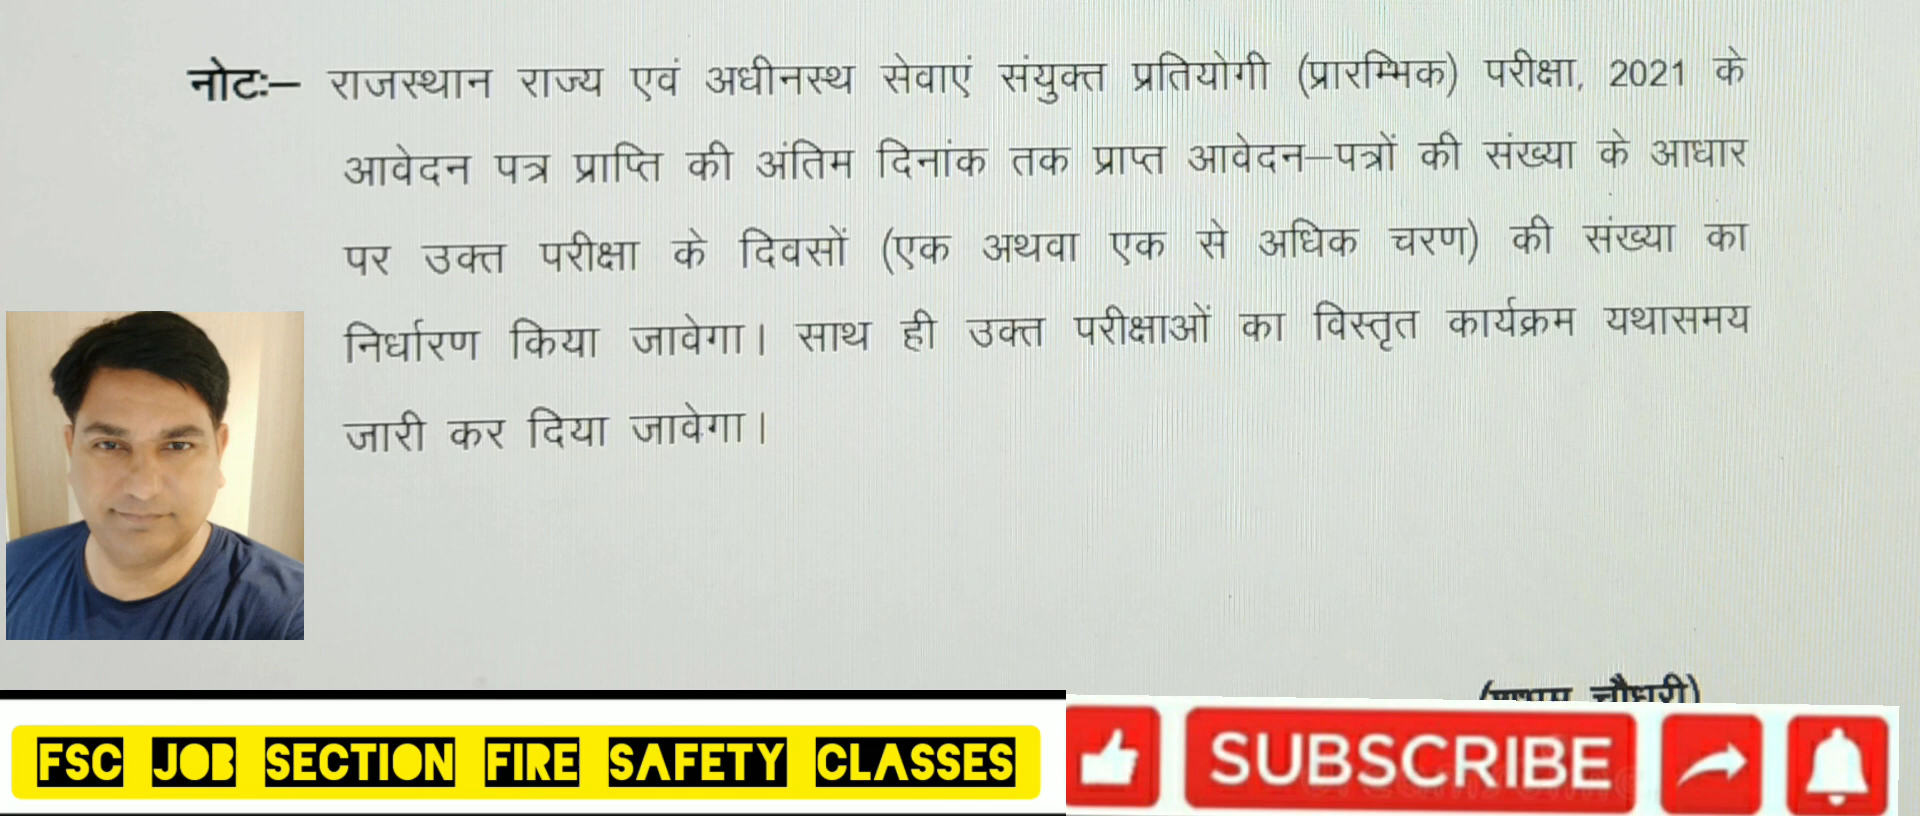 नोटः– राजस्थान राज्य एवं अधीनस्थ सेवाएं संयुक्त प्रतियोगी (प्रारम्भिक) परीक्षा, 2021 के
आवेदन पत्र प्राप्ति की अंतिम दिनांक तक प्राप्त आवेदन–पत्रों की संख्या के आधार
पर उक्त परीक्षा के दिवसों (एक अथवा एक से अधिक चरण) की संख्या का
निर्धारण किया जावेगा। साथ ही उक्त परीक्षाओं का विस्तृत कार्यक्रम यथासमय
जारी कर दिया जावेगा।
चौधरी)
FSC JOB SECTION FIRE SAFETY CLASSES
SUBSCRIBE